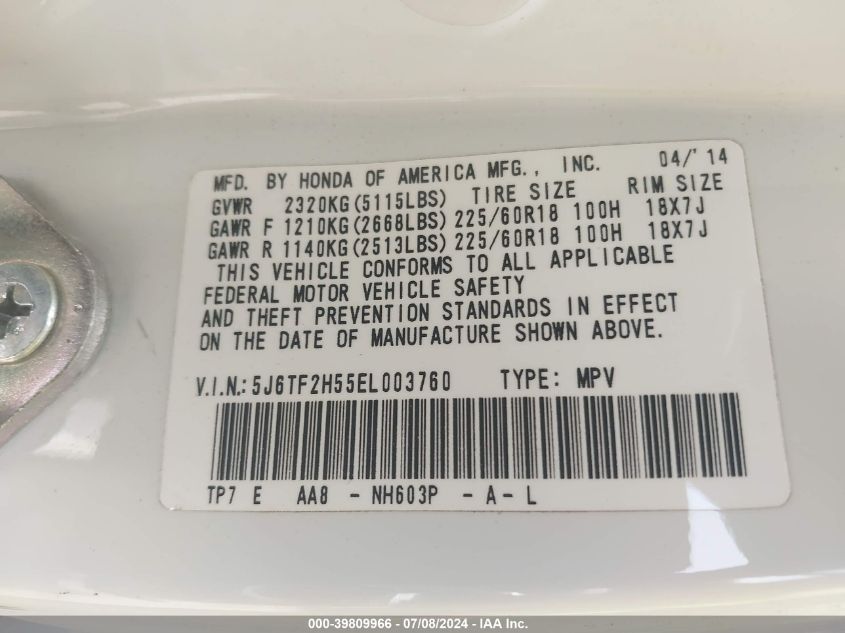 MFD. BY HONDA OF AMERICA MFG., INC. 04/'14
GVWR 2320KG(5115LBS) TIRE SIZE RIM SIZE
GAWR F 1210KG(2668LBS) 225/60R18 100H 18X7J
GAWR R 1140KG(2513LBS) 225/60R18 100H 18X7J
THIS VEHICLE CONFORMS TO ALL APPLICABLE
FEDERAL MOTOR VEHICLE SAFETY
AND THEFT PREVENTION STANDARDS IN EFFECT
ON THE DATE OF MANUFACTURE SHOWN ABOVE.
V.I.N.: 5J6TF2H55EL003760 TYPE: MPV
TP7 E AA8 - NH603P - A - L
000-39809966 - 07/08/2024 - IAA Inc.